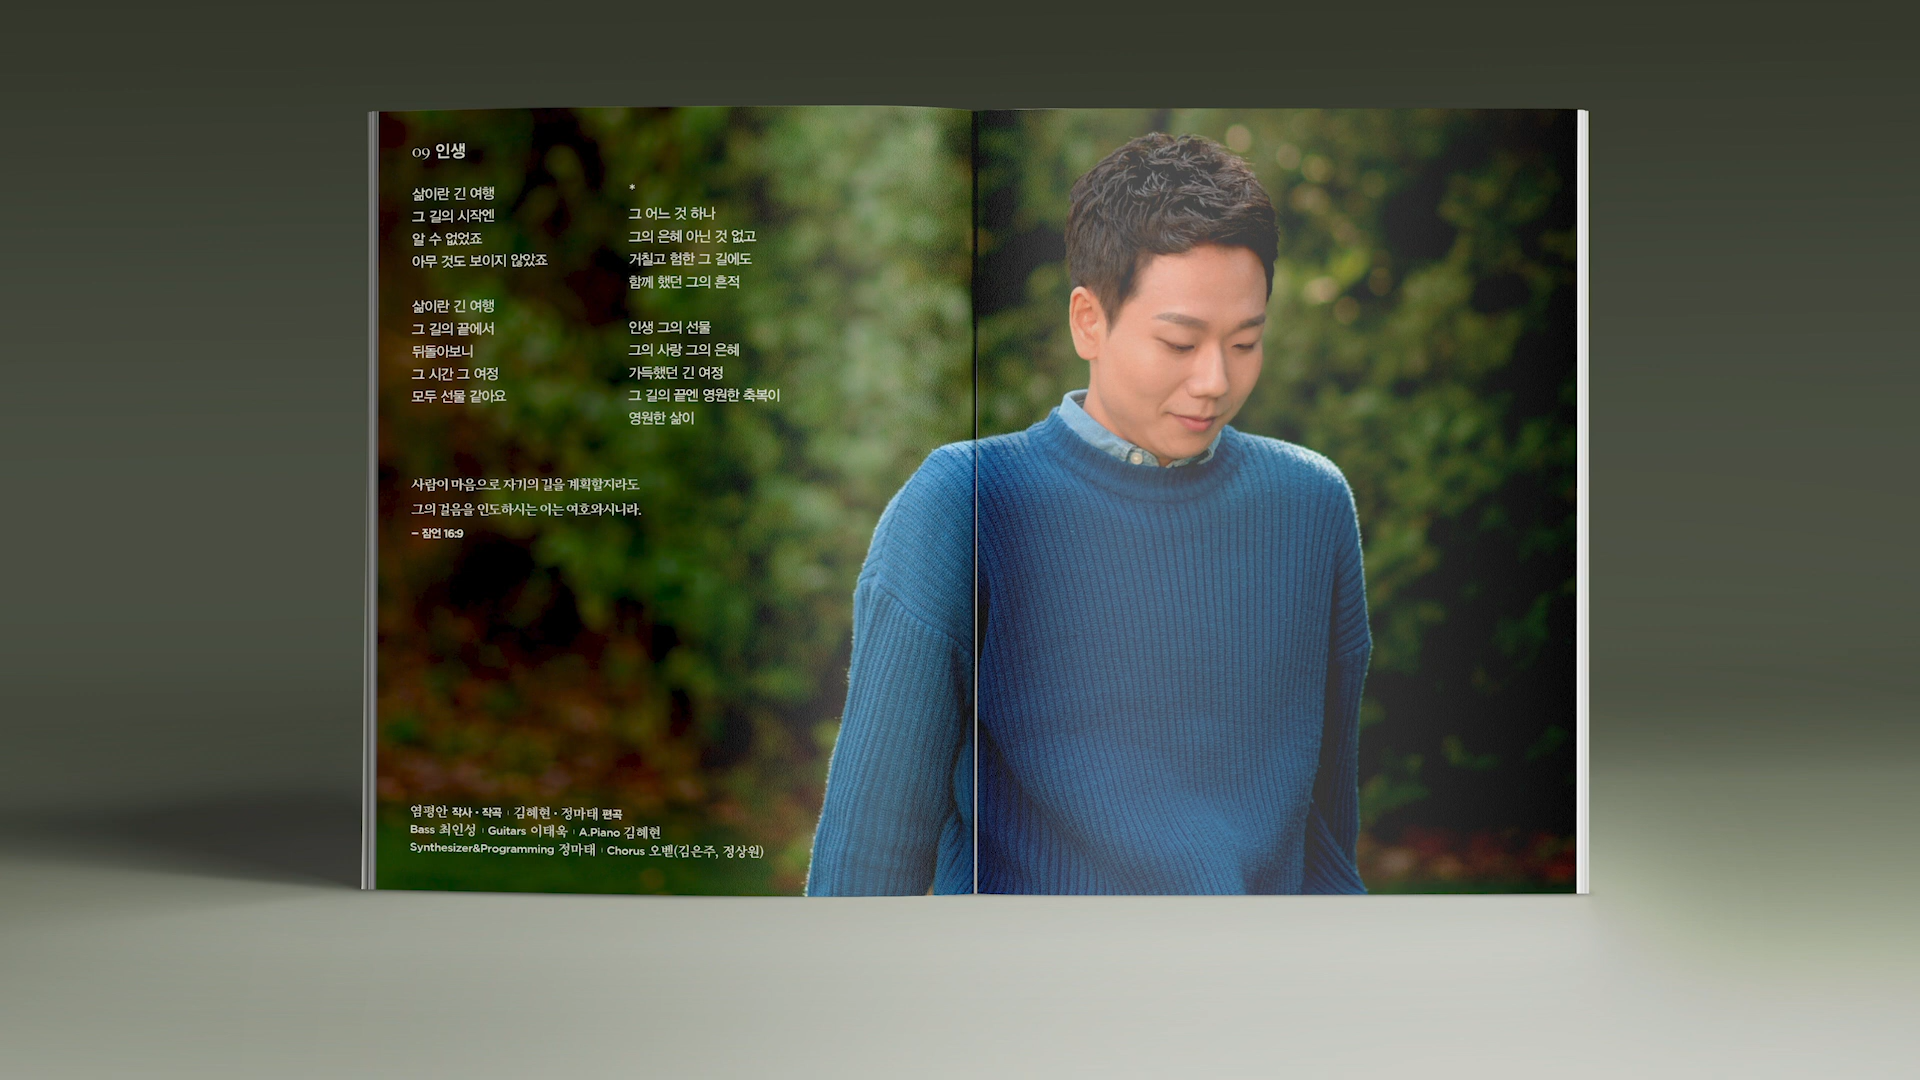 09 인생
삶이란 긴 여행
그 길의 시작엔
알 수 없었죠
아무 것도 보이지 않았죠
삶이란 긴 여행
그 길의 끝에서
뒤돌아보니
그 시간 그 여정
모두 선물 같아요
*
그 어느 것 하나
그의 은혜 아닌 것 없고
거칠고 험한 그 길에도
함께 했던 그의 흔적
인생 그의 선물
그의 사랑 그의 은혜
가득했던 긴 여정
그 길의 끝엔 영원한 축복이
영원한 삶이
사람이 마음으로 자기의 길을 계획할지라도
그의 걸음을 인도하시는 이는 여호와시니라.
– 잠언 16:9
염평안 작사 · 작곡 | 김혜현 · 정마태 편곡
Bass 최인성 | Guitars 이태욱 | A.Piano 김혜현
Synthesizer&Programming 정마태 | Chorus 오벧(김은주, 정상원)